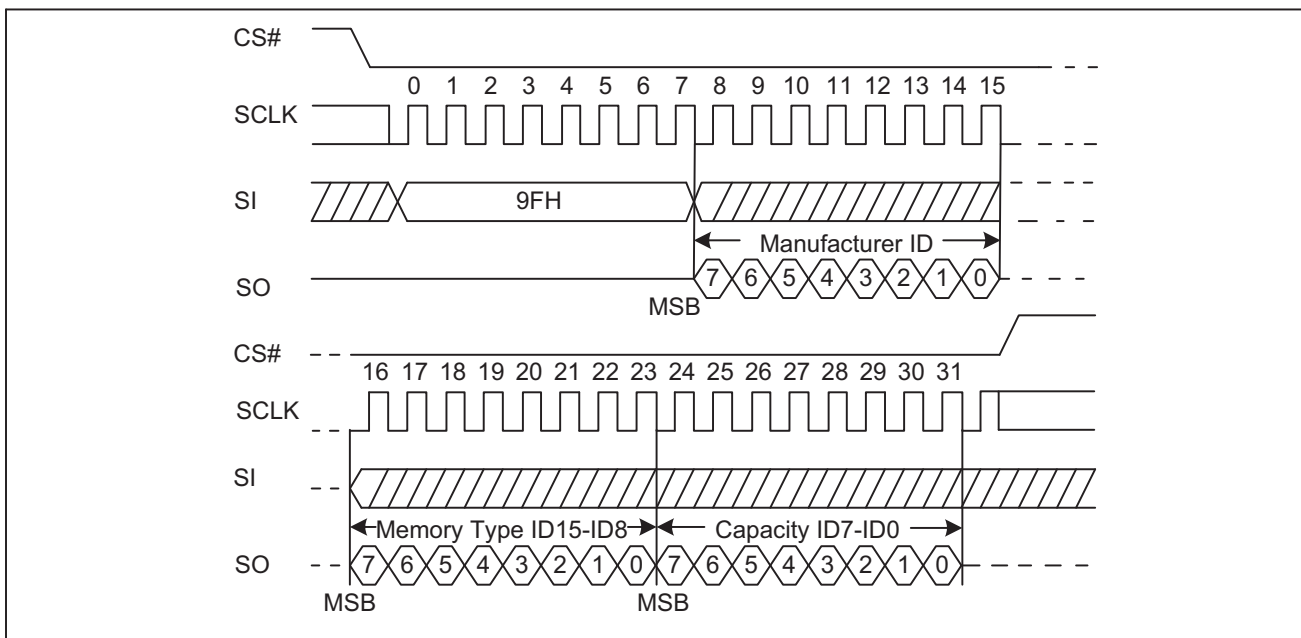 CS#
0 1 2 3 4 5 6 7 8 9 10 11 12 13 14 15
SCLK
SI 9FH
Manufacturer ID
SO 7 6 5 4 3 2 1 0
MSB
CS#
16 17 18 19 20 21 22 23 24 25 26 27 28 29 30 31
SCLK
SI
Memory Type ID15-ID8 Capacity ID7-ID0
SO 7 6 5 4 3 2 1 0 7 6 5 4 3 2 1 0
MSB MSB